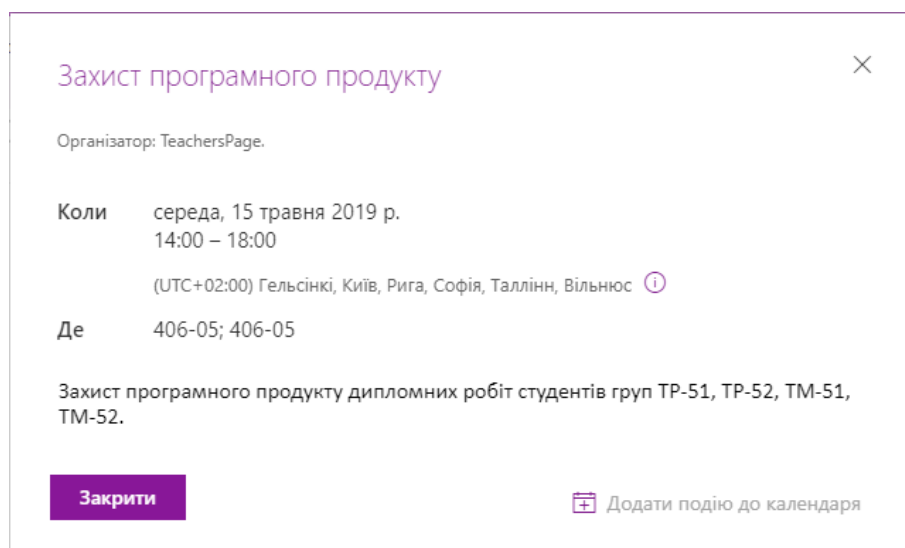 Захист програмного продукту
Організатор: TeachersPage.
Коли середа, 15 травня 2019 р.
14:00 – 18:00
(UTC+02:00) Гельсінкі, Київ, Рига, Софія, Таллінн, Вільнюс
Де 406-05; 406-05
Захист програмного продукту дипломних робіт студентів груп ТР-51, ТР-52, ТМ-51,
ТМ-52.
Закрити Додати подію до календаря